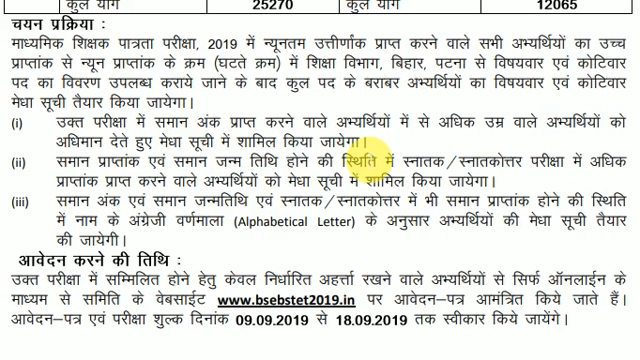 कुल योग 25270 कुल योग 12065
चयन प्रक्रिया :
माध्यमिक शिक्षक पात्रता परीक्षा, 2019 में न्यूनतम उत्तीर्णांक प्राप्त करने वाले सभी अभ्यर्थियों का उच्च
प्राप्तांक से न्यून प्राप्तांक के क्रम (घटते क्रम) में शिक्षा विभाग, बिहार, पटना से विषयवार एवं कोटिवार
पद का विवरण उपलब्ध कराये जाने के बाद कुल पद के बराबर अभ्यर्थियों का विषयवार एवं कोटिवार
मेधा सूची तैयार किया जायेगा।
(i) उक्त परीक्षा में समान अंक प्राप्त करने वाले अभ्यर्थियों में से अधिक उम्र वाले अभ्यर्थियों को
अधिमान देते हुए मेधा सूची में शामिल किया जायेगा।
(ii) समान प्राप्तांक एवं समान जन्म तिथि होने की स्थिति में स्नातक/स्नातकोत्तर परीक्षा में अधिक
प्राप्तांक प्राप्त करने वाले अभ्यर्थियों को मेधा सूची में शामिल किया जायेगा।
(iii) समान अंक एवं समान जन्मतिथि एवं स्नातक/स्नातकोत्तर में भी समान प्राप्तांक होने की स्थिति
में नाम के अंग्रेजी वर्णमाला (Alphabetical Letter) के अनुसार अभ्यर्थियों की मेधा सूची तैयार
की जायेगी।
आवेदन करने की तिथि :
उक्त परीक्षा में सम्मिलित होने हेतु केवल निर्धारित अहर्त्ता रखने वाले अभ्यर्थियों से सिर्फ ऑनलाईन के
माध्यम से समिति के वेबसाईट www.bsebstet2019.in पर आवेदन-पत्र आमंत्रित किये जाते हैं।
आवेदन-पत्र एवं परीक्षा शुल्क दिनांक 09.09.2019 से 18.09.2019 तक स्वीकार किये जायेंगे।